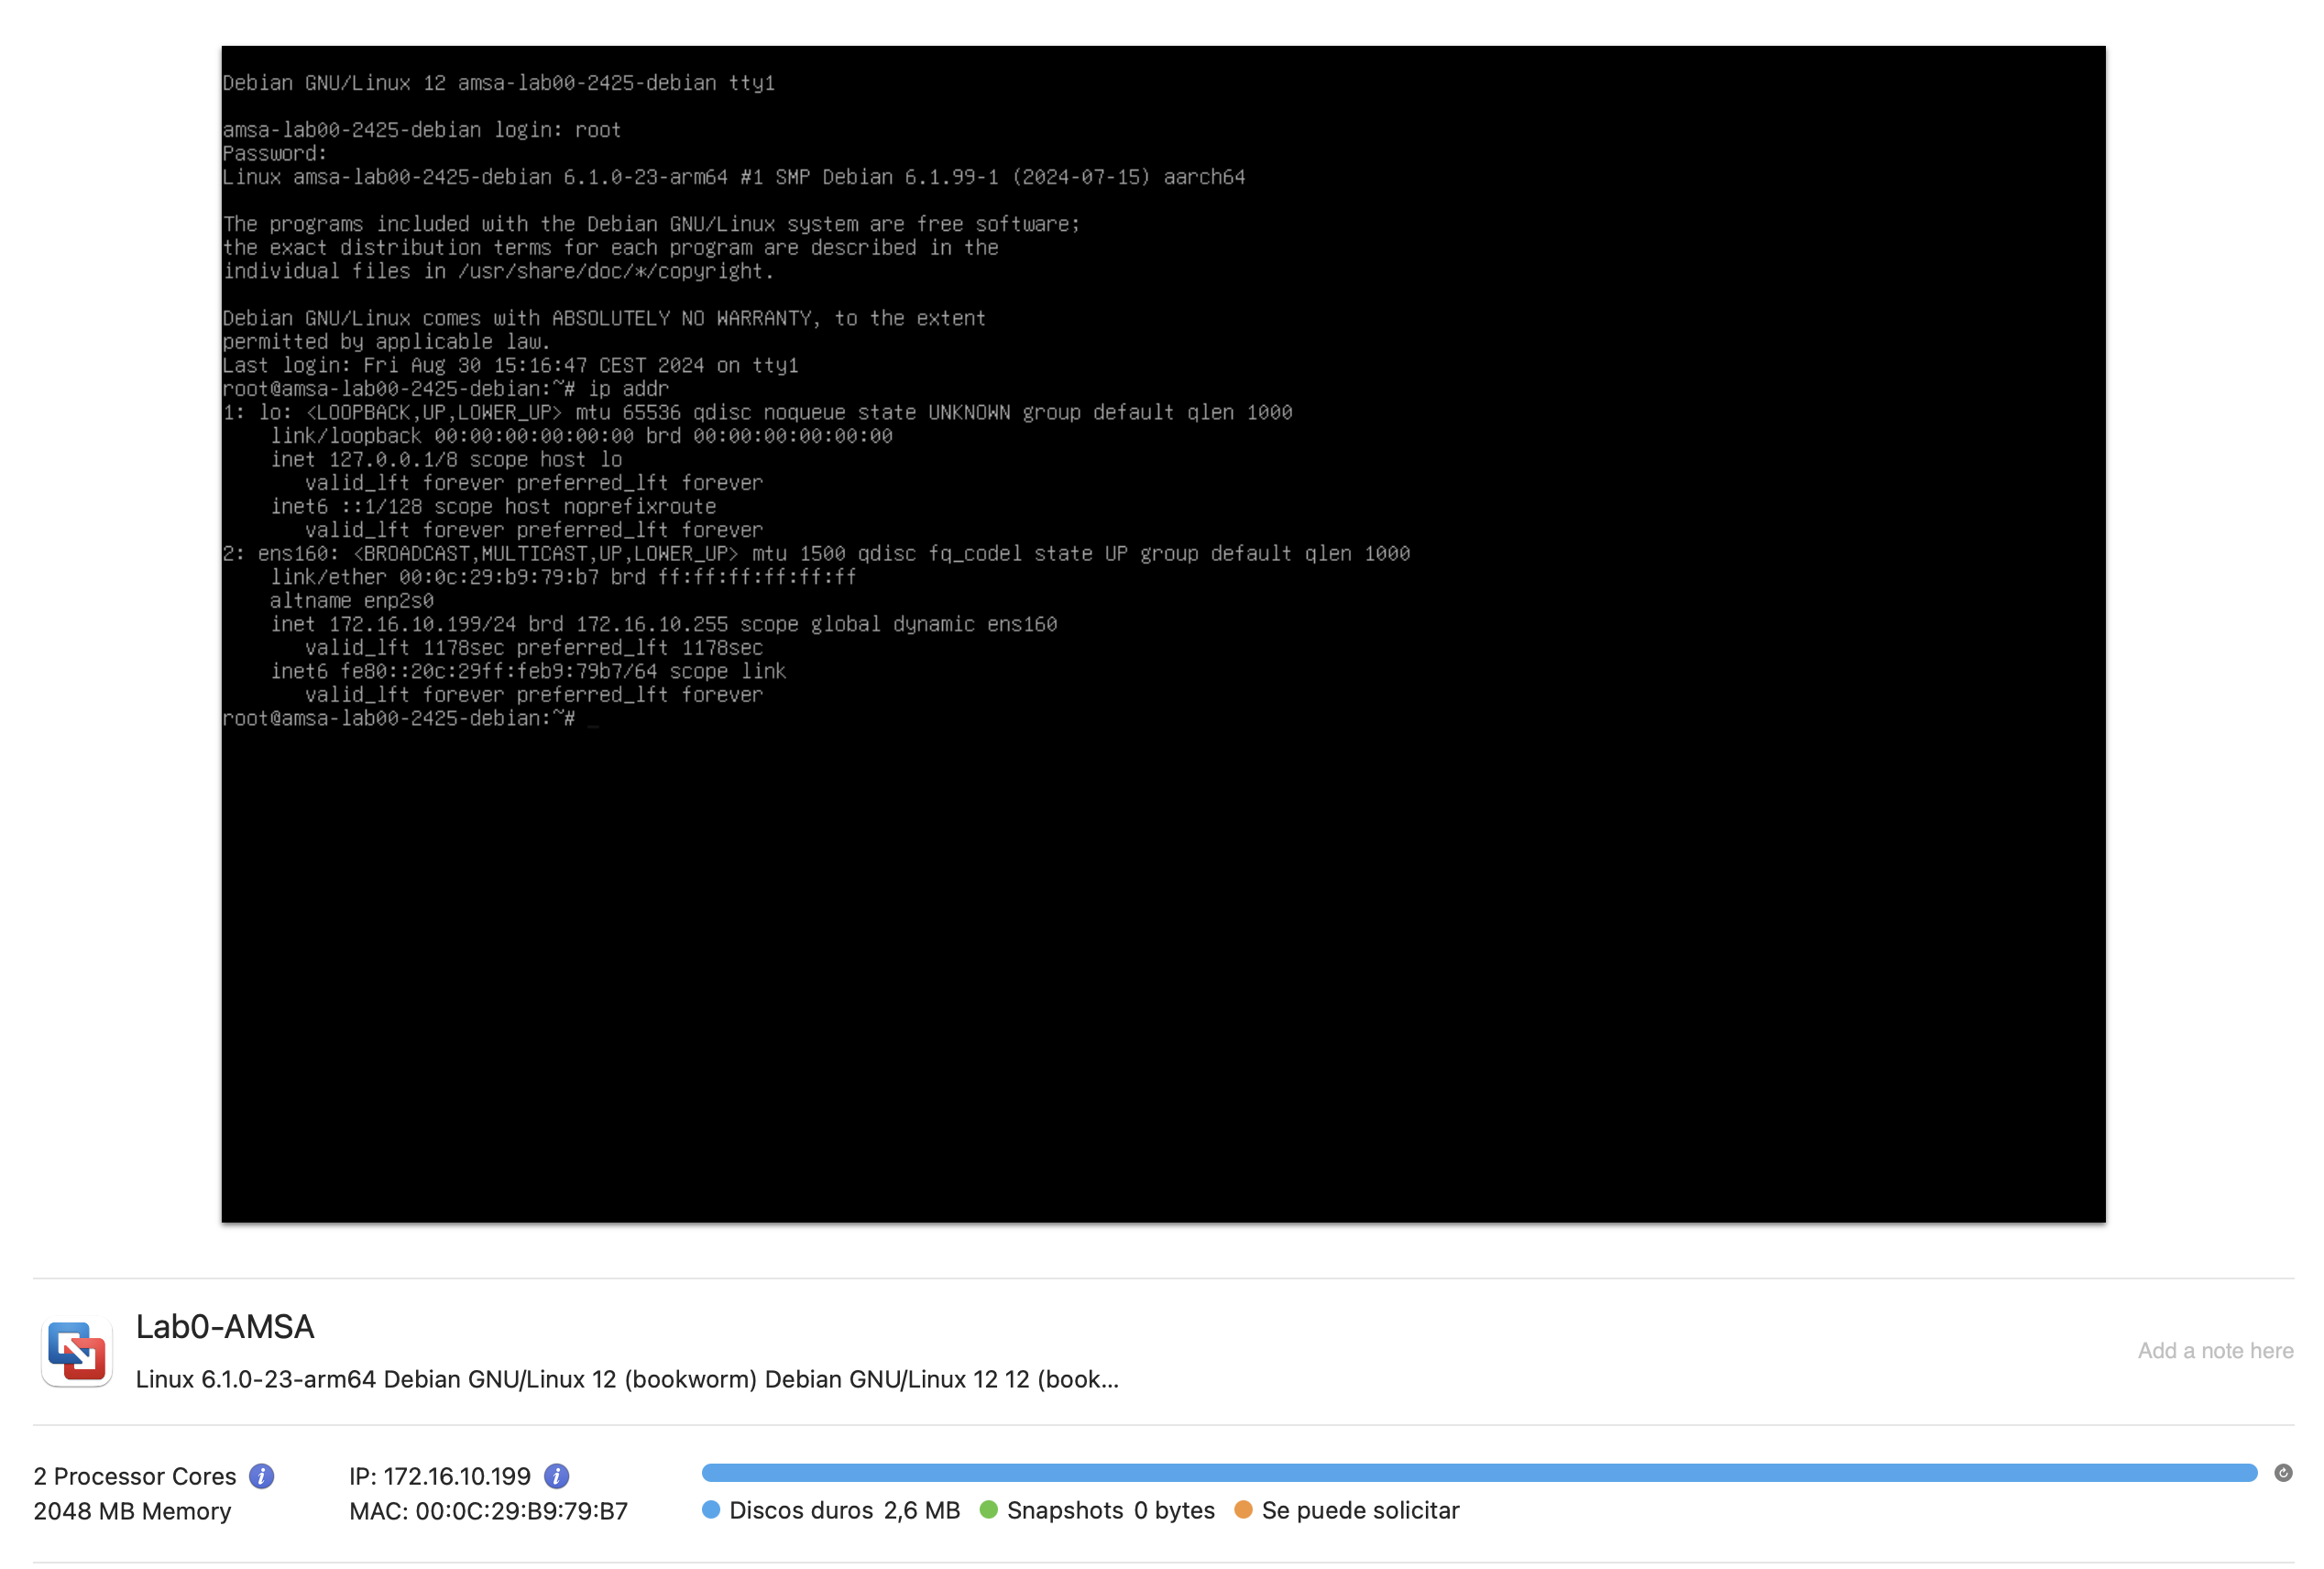 Debian GNU/Linux 12 amsa-lab00-2425-debian tty1
amsa-lab00-2425-debian login: root
Password:
Linux amsa-lab00-2425-debian 6.1.0-23-arm64 #1 SMP Debian 6.1.99-1 (2024-07-15) aarch64
The programs included with the Debian GNU/Linux system are free software;
the exact distribution terms for each program are described in the
individual files in /usr/share/doc/*/copyright.
Debian GNU/Linux comes with ABSOLUTELY NO WARRANTY, to the extent
permitted by applicable law.
Last login: Fri Aug 30 15:16:47 CEST 2024 on tty1
root@amsa-lab00-2425-debian:~# ip addr
1: lo: <LOOPBACK,UP,LOWER_UP> mtu 65536 qdisc noqueue state UNKNOWN group default qlen 1000
    link/loopback 00:00:00:00:00:00 brd 00:00:00:00:00:00
    inet 127.0.0.1/8 scope host lo
       valid_lft forever preferred_lft forever
    inet6 ::1/128 scope host noprefixroute
       valid_lft forever preferred_lft forever
2: ens160: <BROADCAST,MULTICAST,UP,LOWER_UP> mtu 1500 qdisc fq_codel state UP group default qlen 1000
    link/ether 00:0c:29:b9:79:b7 brd ff:ff:ff:ff:ff:ff
    altname enp2s0
    inet 172.16.10.199/24 brd 172.16.10.255 scope global dynamic ens160
       valid_lft 1178sec preferred_lft 1178sec
    inet6 fe80::20c:29ff:feb9:79b7/64 scope link
       valid_lft forever preferred_lft forever
root@amsa-lab00-2425-debian:~# _
Lab0-AMSA
Linux 6.1.0-23-arm64 Debian GNU/Linux 12 (bookworm) Debian GNU/Linux 12 12 (book...
Add a note here
2 Processor Cores
2048 MB Memory
IP: 172.16.10.199
MAC: 00:0C:29:B9:79:B7
Discos duros 2,6 MB Snapshots 0 bytes Se puede solicitar